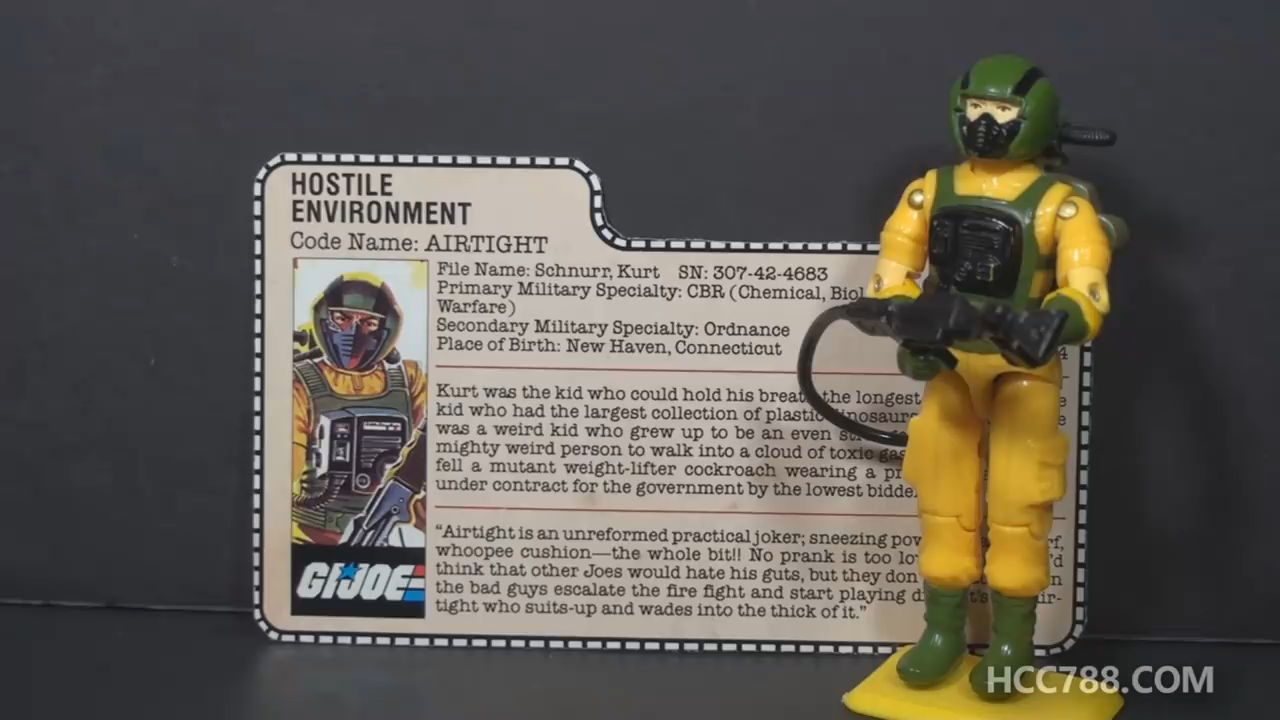 HOSTILE
ENVIRONMENT
Code Name: AIRTIGHT
File Name: Schnurr, Kurt SN: 307-42-4683
Primary Military Specialty: CBR (Chemical,
Warfare)
Secondary Military Specialty: Ordnance
Place of Birth: New Haven, Connecticut
4
Kurt was the kid who could hold his breath the longest
kid who had the largest collection of plastic dinosaurs
was a weird kid who grew up to be an even
mighty weird person to walk into a cloud of toxic gas
fell a mutant weight-lifter cockroach wearing a
under contract for the government by the lowest bidder
"Airtight is an unreformed practical joker; sneezing
whoopee cushion—the whole bit!! No prank is too
think that other Joes would hate his guts, but they
the bad guys escalate the fire fight and start playing
tight who suits-up and wades into the thick of it."
GI JOE
HCC788.COM